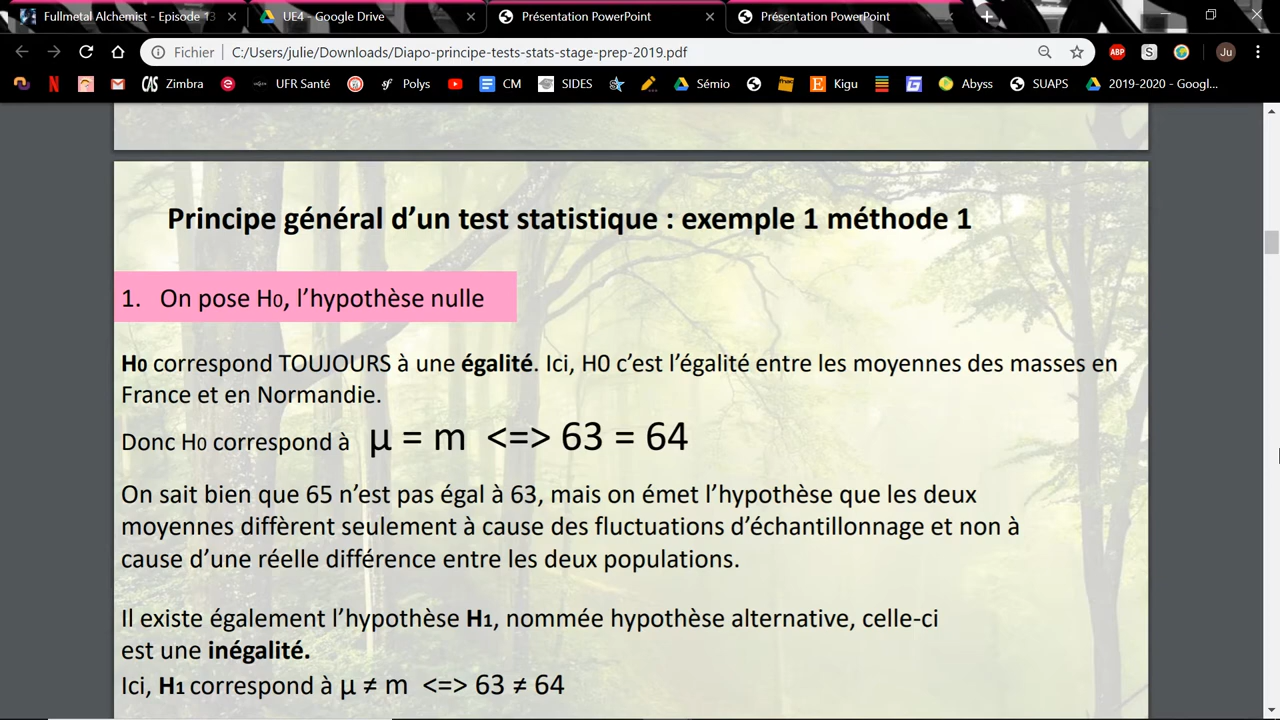 Fullmetal Alchemist - Episode 13
UE4 - Google Drive
Présentation PowerPoint
Présentation PowerPoint
Fichier | C:/Users/julie/Downloads/Diapo-principe-tests-stats-stage-prep-2019.pdf
ABP
S
Ju
N
CAS Zimbra
UFR Santé
Polys
CM
SIDES
Sémio
fnac
E Kigu
Abyss
SUAPS
2019-2020 - Googl...
Principe général d'un test statistique : exemple 1 méthode 1
1. On pose H0, l'hypothèse nulle
H0 correspond TOUJOURS à une égalité. Ici, H0 c'est l'égalité entre les moyennes des masses en
France et en Normandie.
Donc H0 correspond à μ = m <=> 63 = 64
On sait bien que 65 n'est pas égal à 63, mais on émet l'hypothèse que les deux
moyennes diffèrent seulement à cause des fluctuations d'échantillonnage et non à
cause d'une réelle différence entre les deux populations.
Il existe également l'hypothèse H1, nommée hypothèse alternative, celle-ci
est une inégalité.
Ici, H1 correspond à μ ≠ m <=> 63 ≠ 64